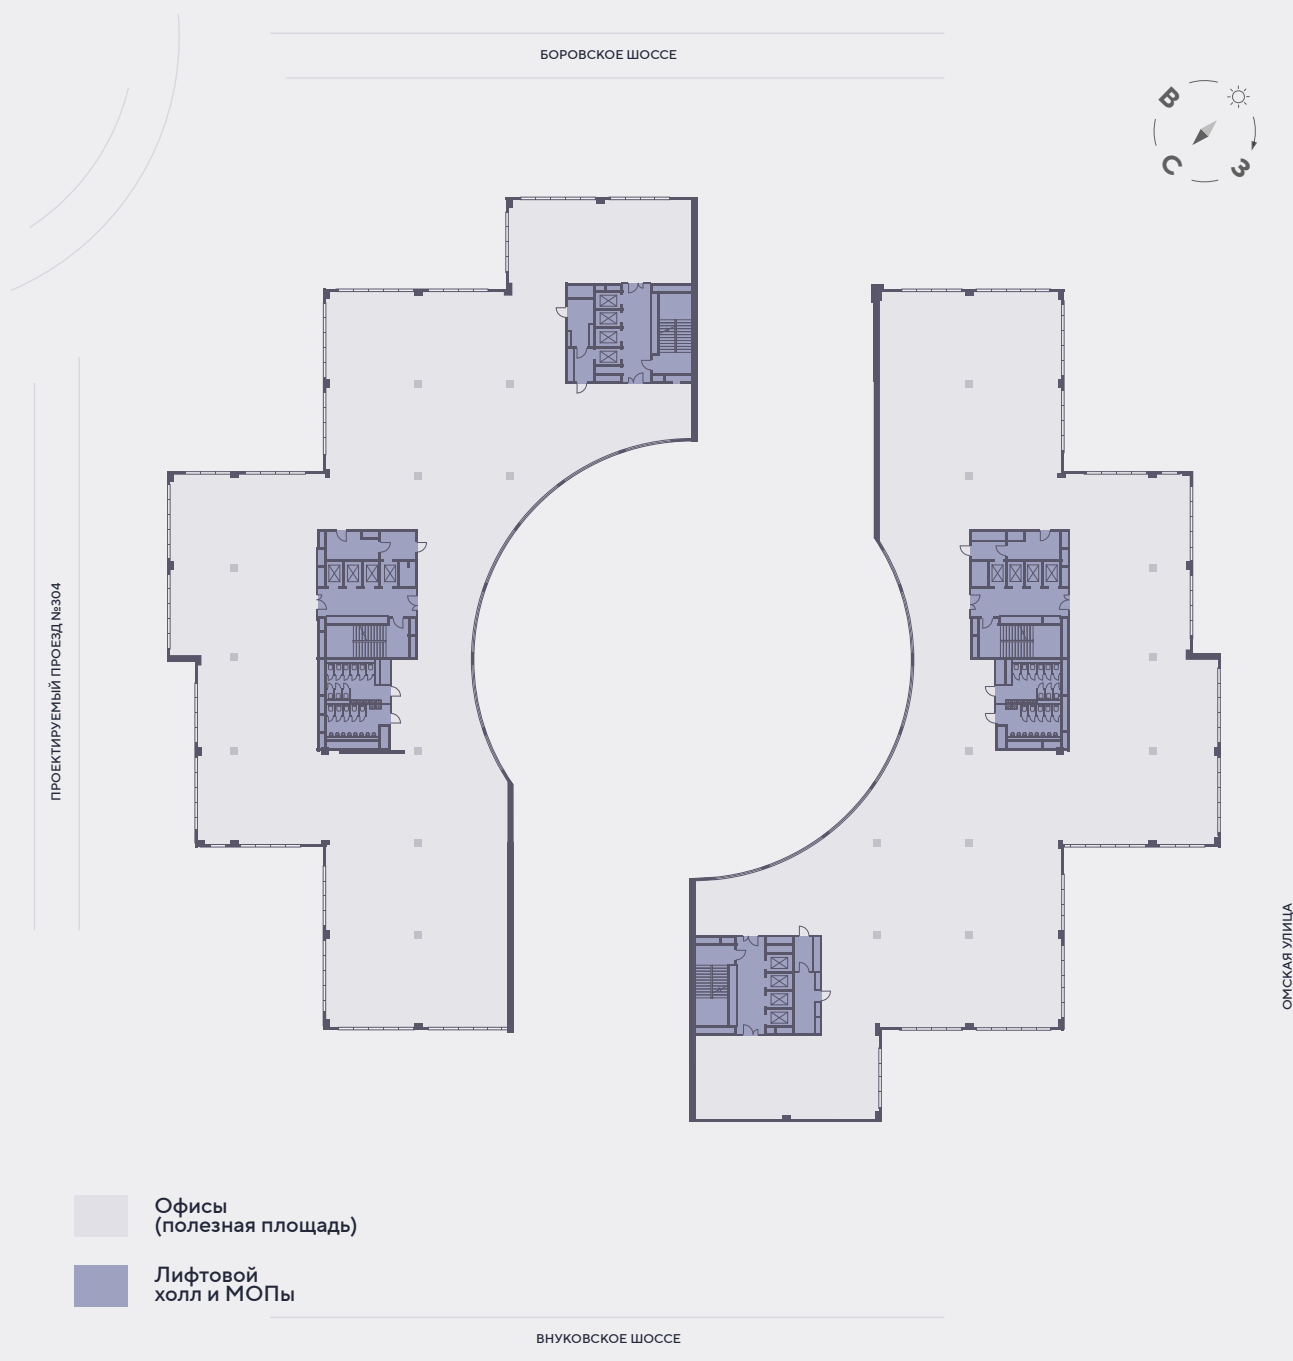 БОРОВСКОЕ ШОССЕ
В
С
З
ПРОЕКТИРУЕМЫЙ ПРОЕЗД №304
ОМСКАЯ УЛИЦА
Офисы
(полезная площадь)
Лифтовой
холл и МОПы
ВНУКОВСКОЕ ШОССЕ